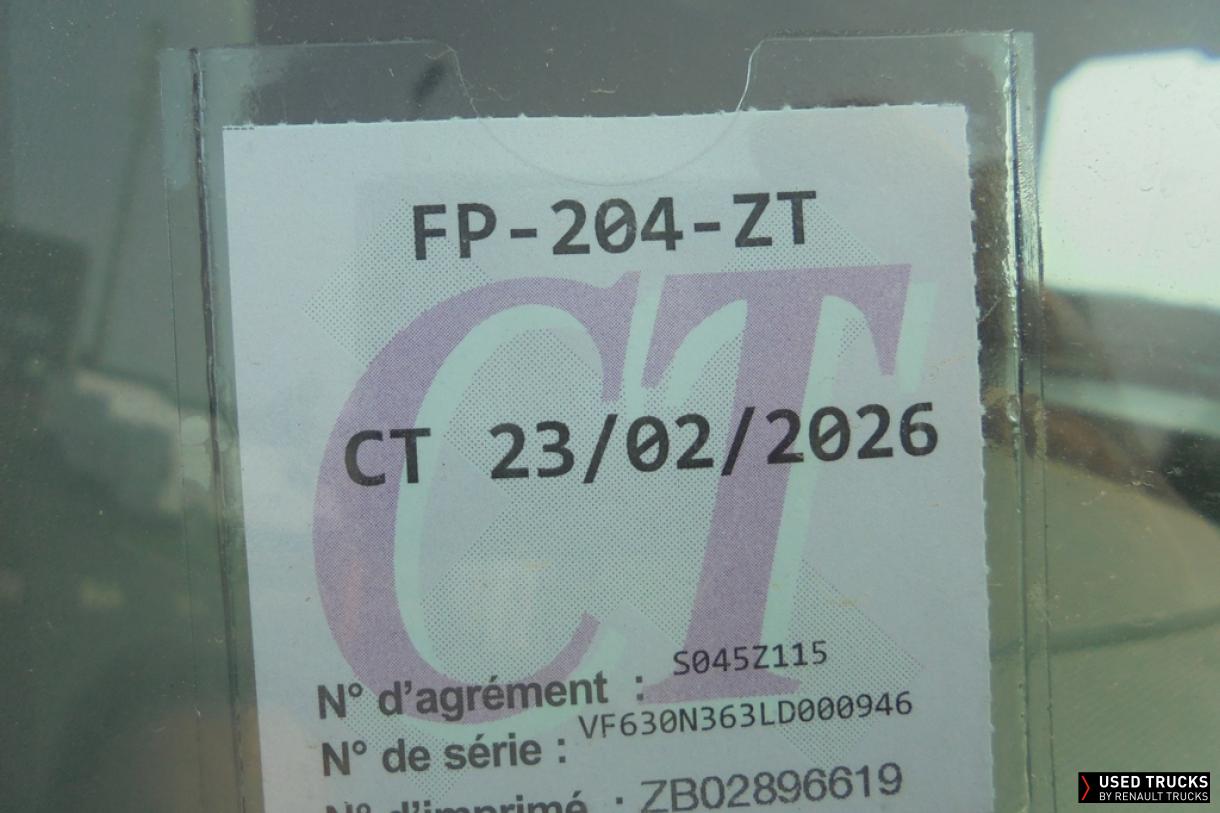 FP-204-ZT
CT
CT 23/02/2026
N° d'agrément : S045Z115
N° de série : VF630N363LD000946
N° d'imprimé : ZB02896619
USED TRUCKS
BY RENAULT TRUCKS